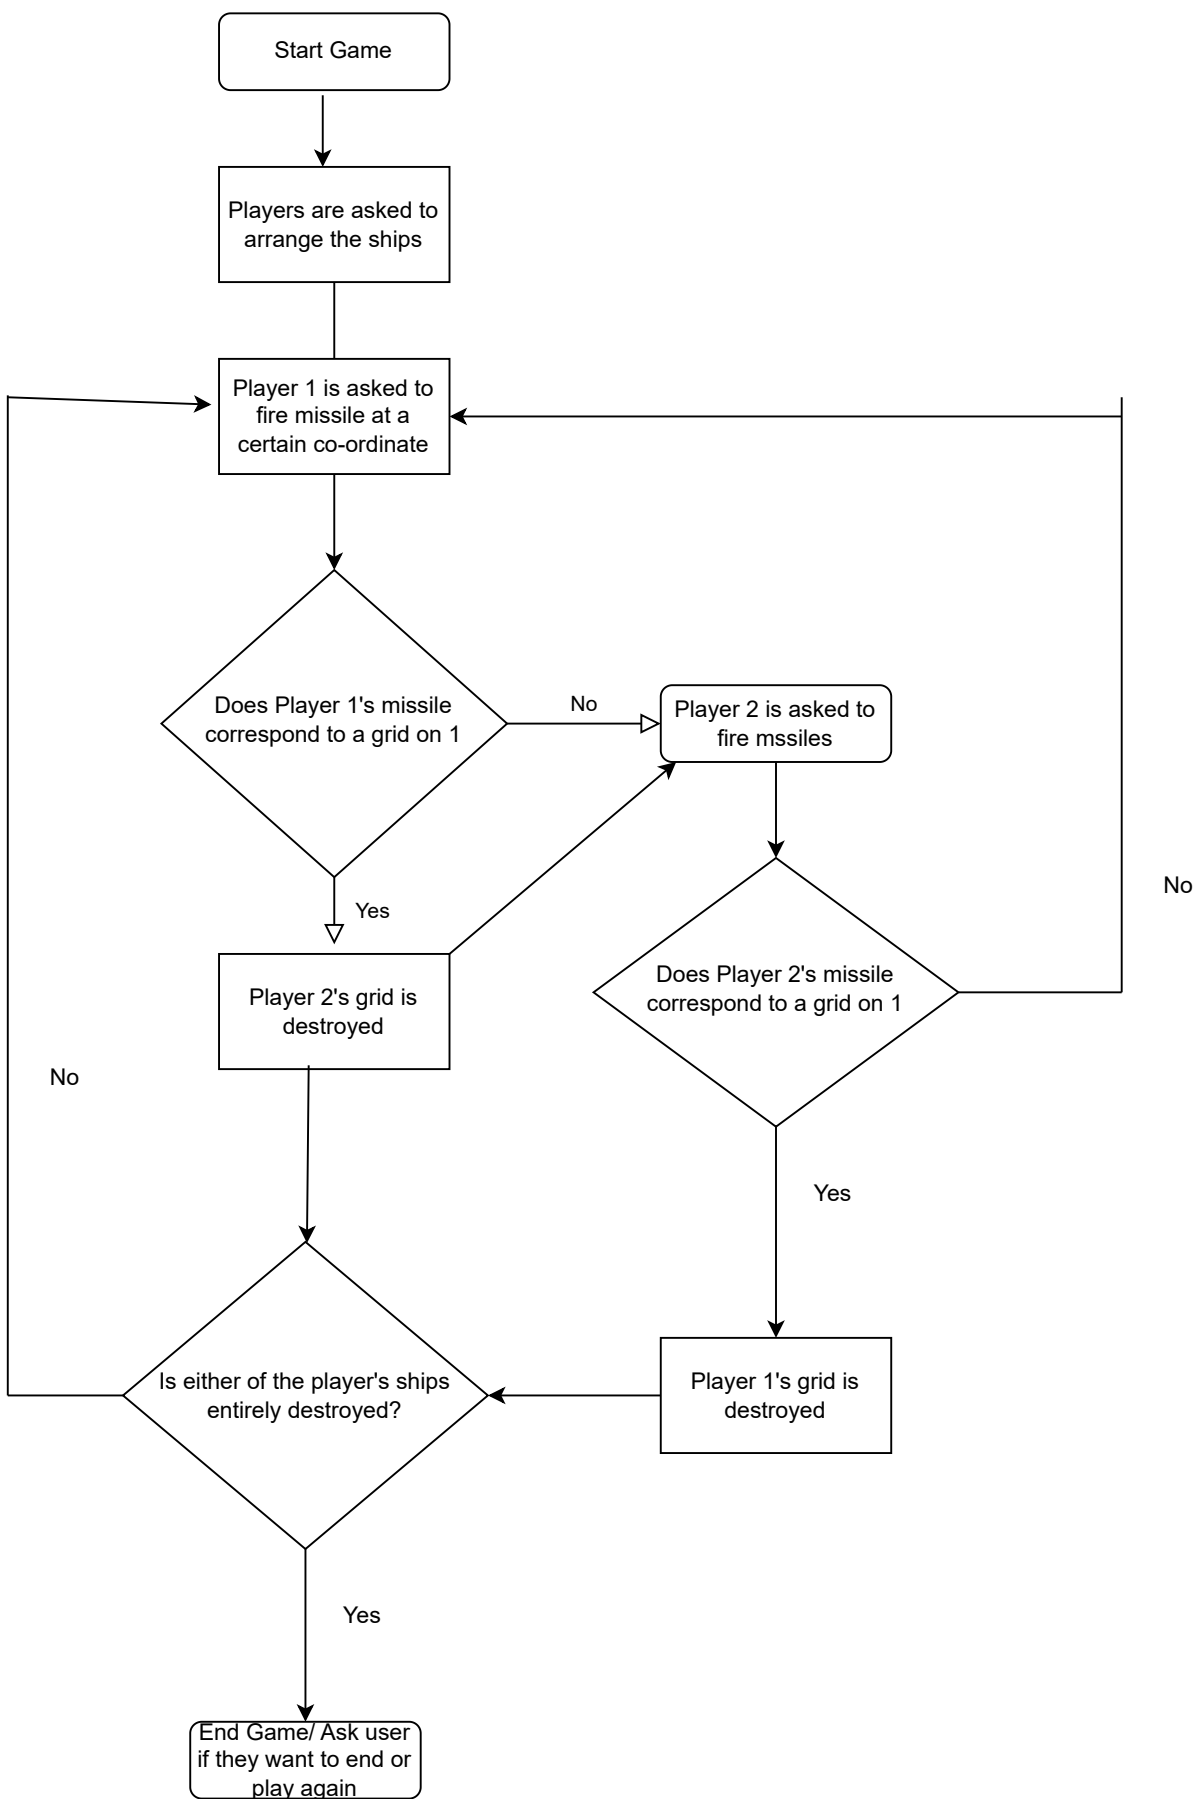 Start Game
Players are asked to
arrange the ships
Player 1 is asked to
fire missile at a
certain co-ordinate
Does Player 1's missile
correspond to a grid on 1
No
Player 2 is asked to
fire mssiles
No
Yes
Does Player 2's missile
correspond to a grid on 1
Player 2's grid is
destroyed
No
Yes
Is either of the player's ships
entirely destroyed?
Player 1's grid is
destroyed
Yes
End Game/ Ask user
if they want to end or
play again